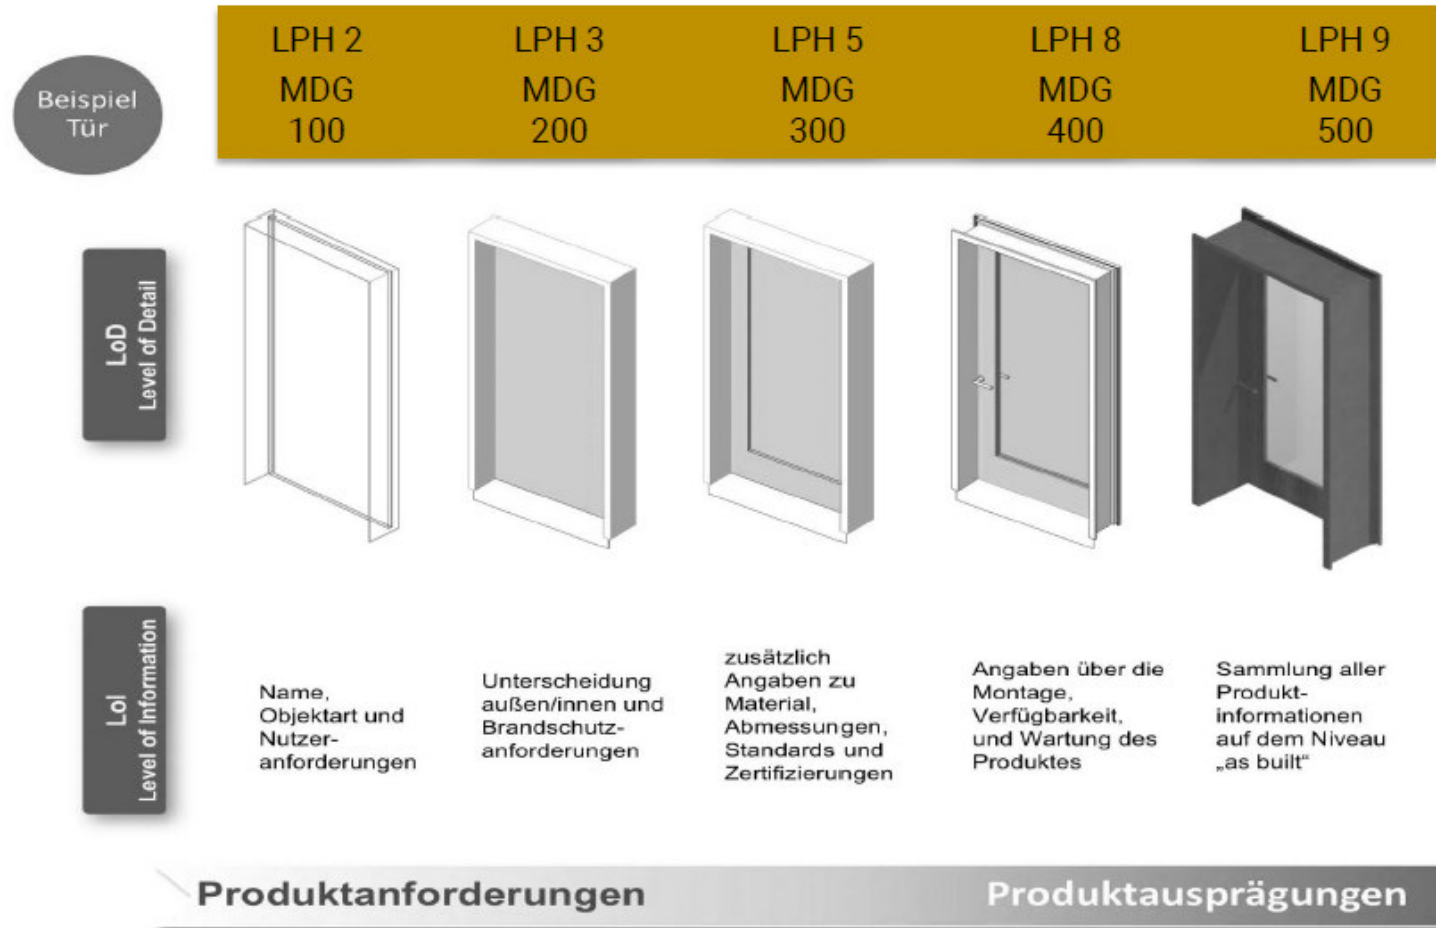 Beispiel
Tür
LPH 2
MDG
100
LPH 3
MDG
200
LPH 5
MDG
300
LPH 8
MDG
400
LPH 9
MDG
500
LoD
Level of Detail
LoI
Level of Information
Name,
Objektart und
Nutzer-
anforderungen
Unterscheidung
außen/innen und
Brandschutz-
anforderungen
zusätzlich
Angaben zu
Material,
Abmessungen,
Standards und
Zertifizierungen
Angaben über die
Montage,
Verfügbarkeit,
und Wartung des
Produktes
Sammlung aller
Produkt-
informationen
auf dem Niveau
„as built“
Produktanforderungen
Produktausprägungen